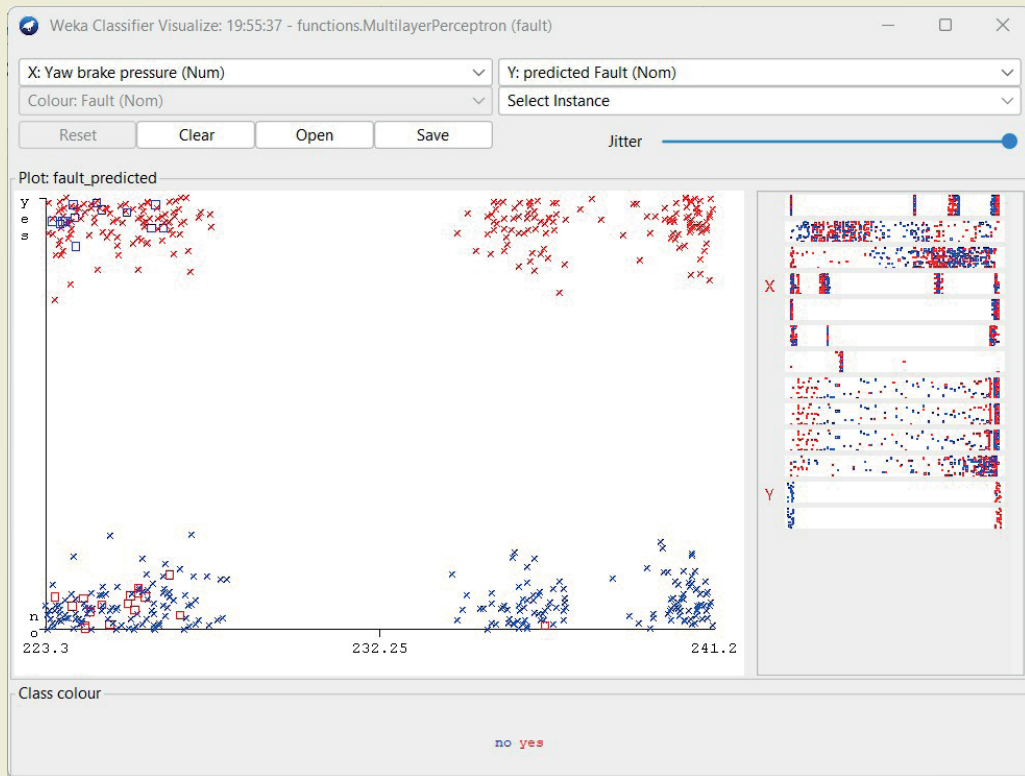 Weka Classifier Visualize: 19:55:37 - functions.MultilayerPerceptron (fault)
X: Yaw brake pressure (Num)
Y: predicted Fault (Nom)
Colour: Fault (Nom)
Select Instance
Reset
Clear
Open
Save
Jitter
Plot: fault_predicted
yes
no
223.3
232.25
241.2
X
Y
Class colour
no yes